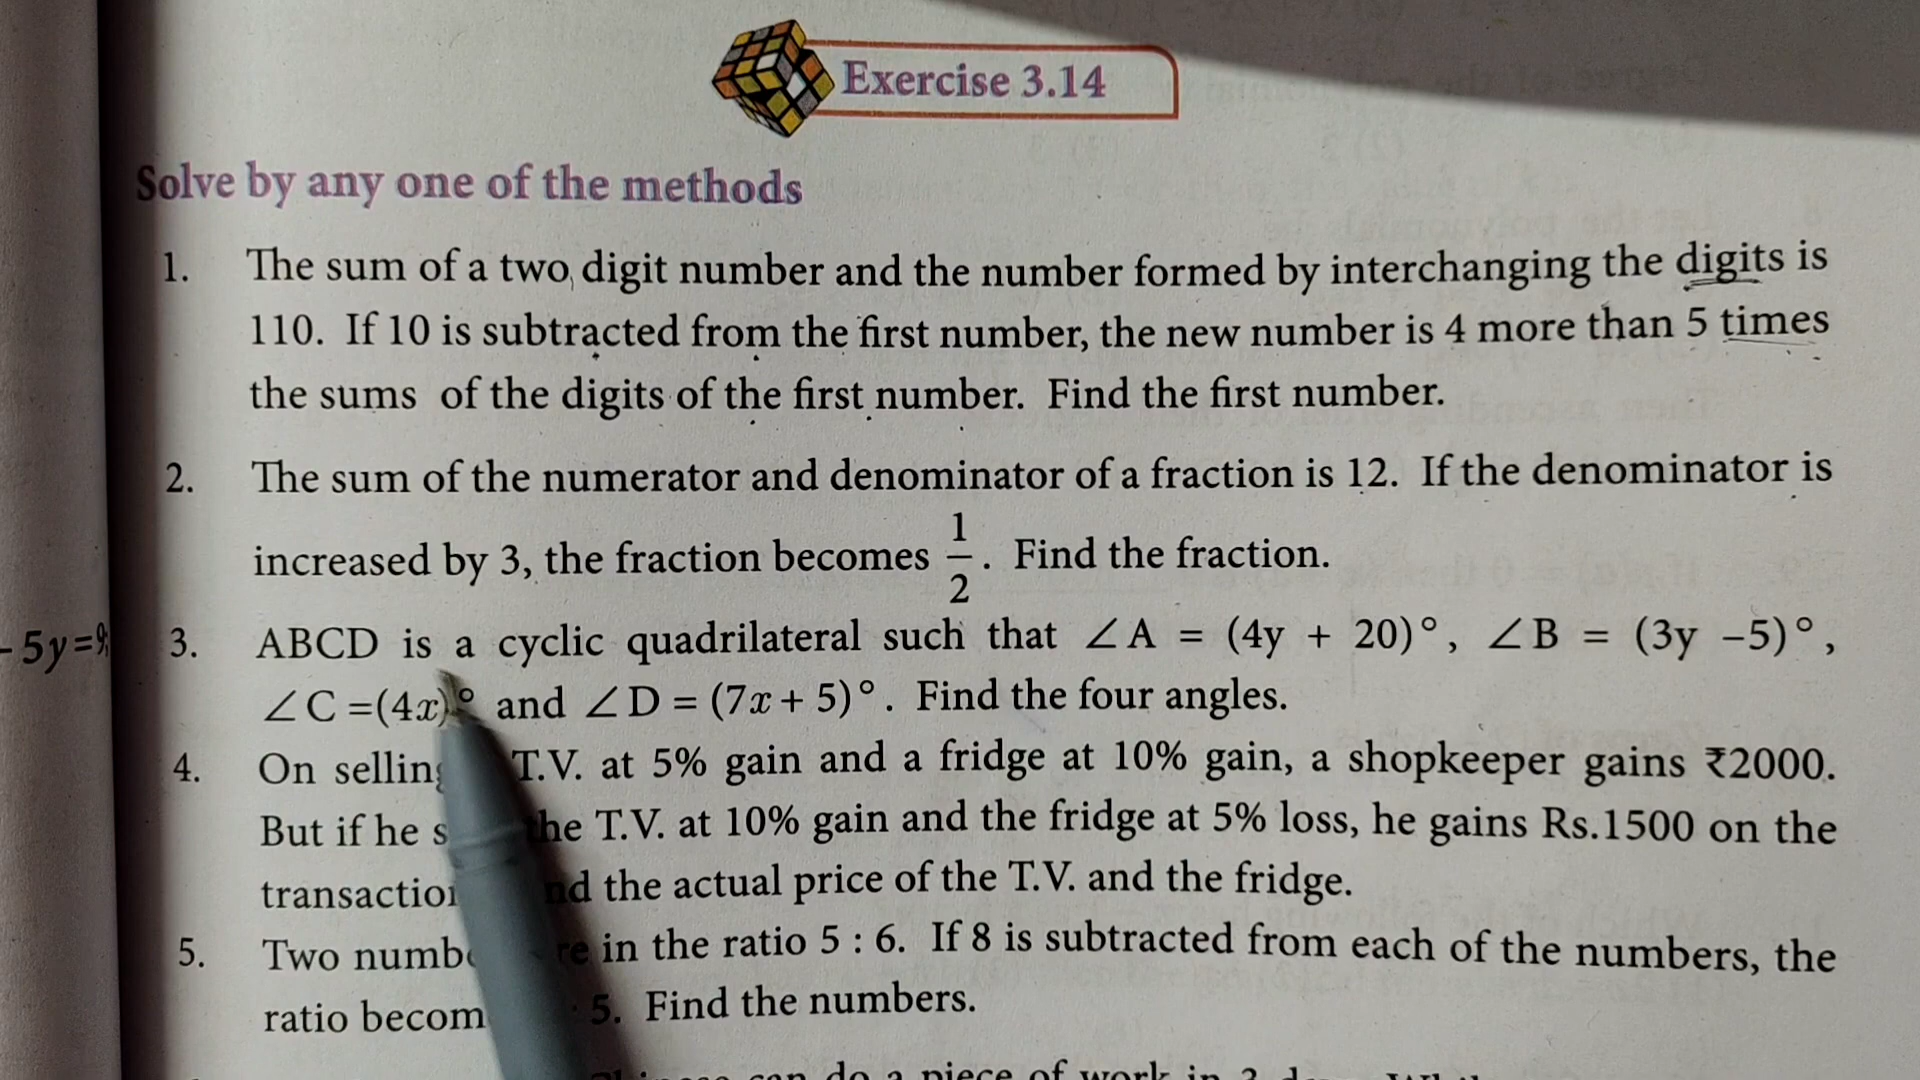 Exercise 3.14
Solve by any one of the methods
1. The sum of a two digit number and the number formed by interchanging the digits is
110. If 10 is subtracted from the first number, the new number is 4 more than 5 times
the sums of the digits of the first number. Find the first number.
2. The sum of the numerator and denominator of a fraction is 12. If the denominator is
increased by 3, the fraction becomes 1/2. Find the fraction.
-5y=9;
3. ABCD is a cyclic quadrilateral such that ∠A = (4y + 20)°, ∠B = (3y –5)°,
∠C =(4x)° and ∠D = (7x+ 5)°. Find the four angles.
4. On selling T.V. at 5% gain and a fridge at 10% gain, a shopkeeper gains ₹2000.
But if he the T.V. at 10% gain and the fridge at 5% loss, he gains Rs.1500 on the
the actual price of the T.V. and the fridge.
5. Two in the ratio 5 : 6. If 8 is subtracted from each of the numbers, the
ratio 5. Find the numbers.
can do a piece of work in